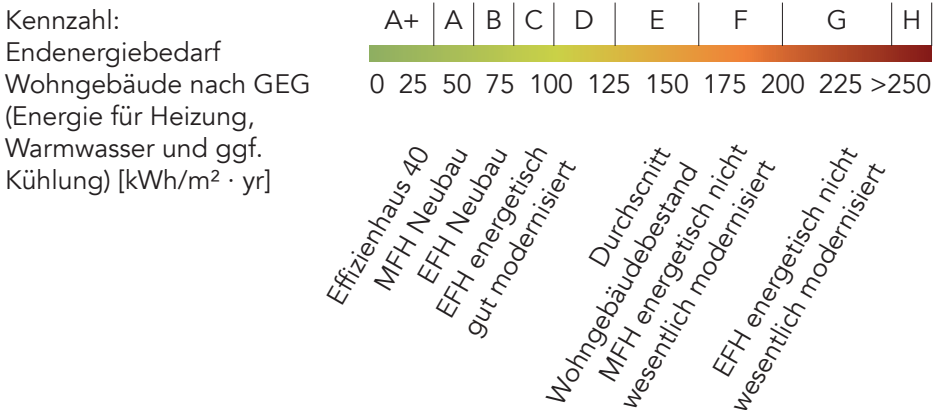 Kennzahl:
Endenergiebedarf
Wohngebäude nach GEG
(Energie für Heizung,
Warmwasser und ggf.
Kühlung) [kWh/m² · yr]
A+ A B C D E F G H
0 25 50 75 100 125 150 175 200 225 >250
Effizienhaus 40
MFH Neubau
EFH Neubau
EFH energetisch
gut modernisiert
Durchscnitt
Wohngebäudebestand
MFH energetisch nicht
wesentlich modernisiert
EFH energetisch nicht
wesentlich modernisiert